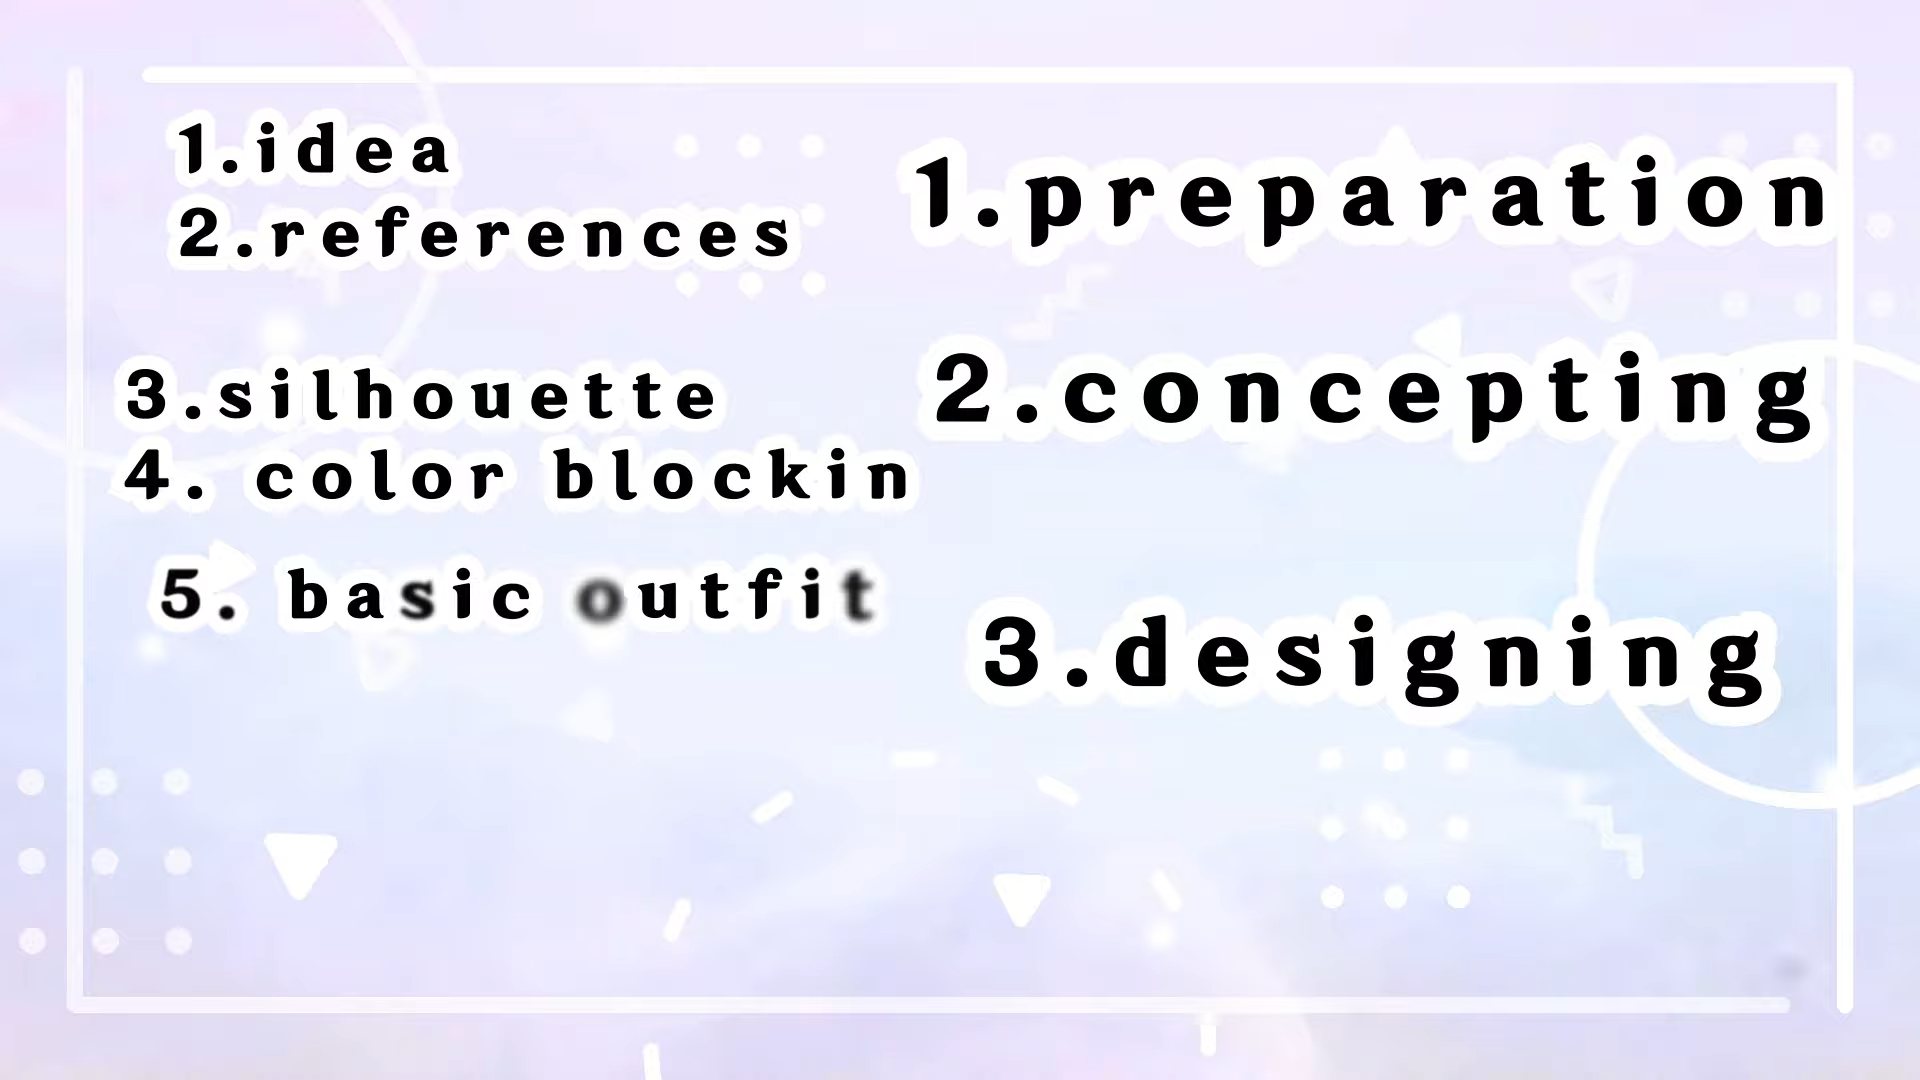 1.idea
2.references
3.silhouette
4. color blockin
5. basic outfit
1.preparation
2.concepting
3.designing